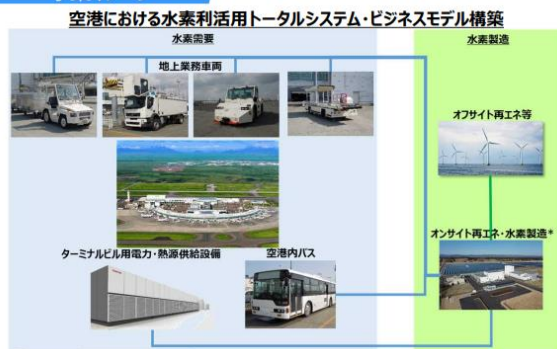 空港における水素利活用トータルシステム・ビジネスモデル構築
水素需要
水素製造
地上業務車両
オフサイト再エネ等
オンサイト再エネ・水素製造*
ターミナルビル用電力・熱源供給設備
空港内バス